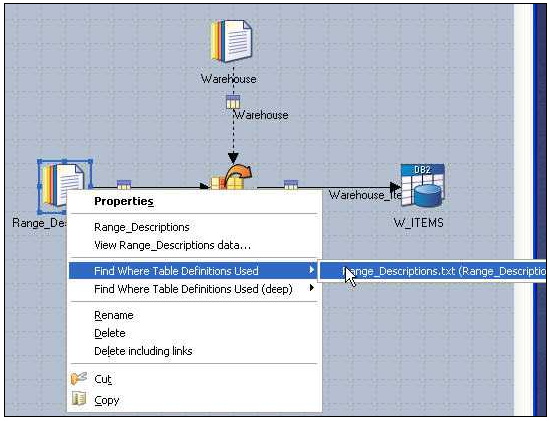 Warehouse
Warehouse
DB2
Warehouse_Ite
Range_Des
W_ITEMS
Properties
Range_Descriptions
View Range_Descriptions data...
Find Where Table Definitions Used
Range_Descriptions.txt (Range_Descriptio
Find Where Table Definitions Used (deep)
Rename
Delete
Delete including links
Cut
Copy